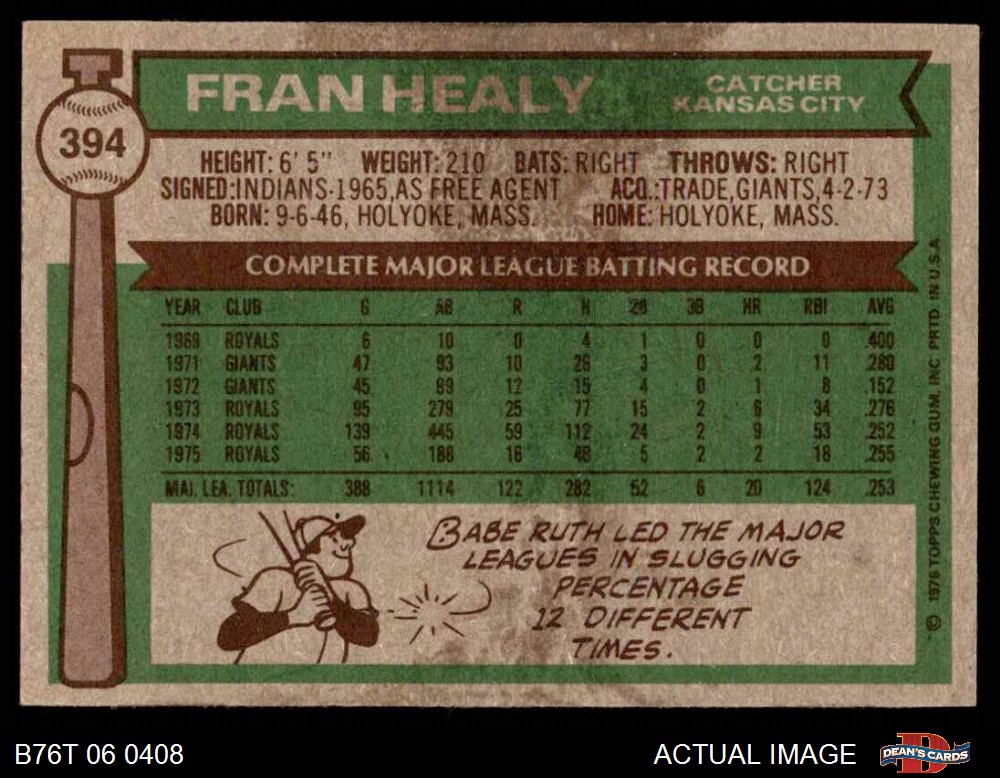 394
FRAN HEALY
CATCHER
KANSAS CITY
HEIGHT: 6' 5" WEIGHT: 210 BATS: RIGHT THROWS: RIGHT
SIGNED: INDIANS-1965, AS FREE AGENT ACQ.: TRADE, GIANTS, 4-2-73
BORN: 9-6-46, HOLYOKE, MASS. HOME: HOLYOKE, MASS.
COMPLETE MAJOR LEAGUE BATTING RECORD
YEAR CLUB G AB R H 2B 3B HR RBI AVG
1969 ROYALS 6 10 0 4 1 0 0 0 .400
1971 GIANTS 47 93 10 26 3 0 2 11 .280
1972 GIANTS 45 99 12 15 4 0 1 8 .152
1973 ROYALS 95 279 25 77 15 2 6 34 .276
1974 ROYALS 139 445 59 112 24 2 9 53 .252
1975 ROYALS 56 188 16 48 5 2 2 18 .255
MAJ. LEA. TOTALS: 388 1114 122 282 52 6 20 124 .253
BABE RUTH LED THE MAJOR
LEAGUES IN SLUGGING
PERCENTAGE
12 DIFFERENT
TIMES.
© 1976 TOPPS CHEWING GUM, INC PRTD IN U.S.A
B76T 06 0408
ACTUAL IMAGE
DEAN'S CARDS